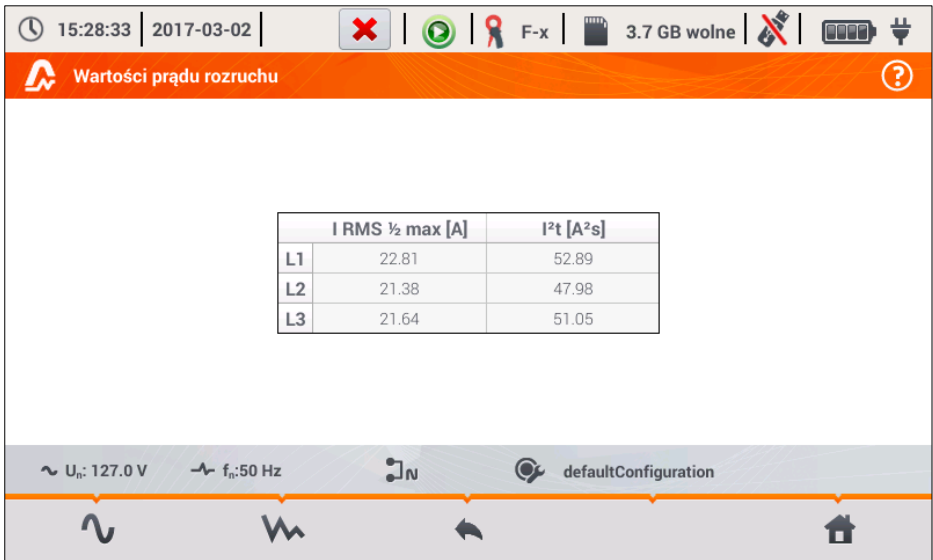 15:28:33 2017-03-02 F-x 3.7 GB wolne
Wartości prądu rozruchu ?
I RMS ½ max [A] I²t [A²s]
L1 22.81 52.89
L2 21.38 47.98
L3 21.64 51.05
Uₙ: 127.0 V fₙ:50 Hz N defaultConfiguration